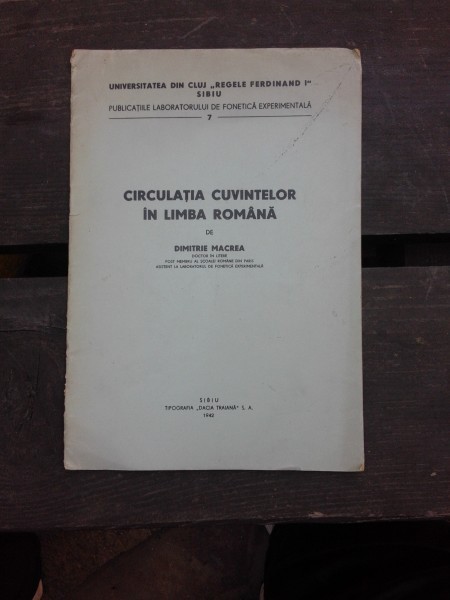 UNIVERSITATEA DIN CLUJ „REGELE FERDINAND I"
SIBIU
PUBLICAȚIILE LABORATORULUI DE FONETICĂ EXPERIMENTALĂ
7
CIRCULAȚIA CUVINTELOR
ÎN LIMBA ROMÂNĂ
DE
DIMITRIE MACREA
DOCTOR ÎN LITERE
FOST MEMBRU AL ȘCOALEI ROMÂNE DIN PARIS
ASISTENT LA LABORATORUL DE FONETICĂ EXPERIMENTALĂ
SIBIU
TIPOGRAFIA „DACIA TRAIANĂ" S. A.
1942